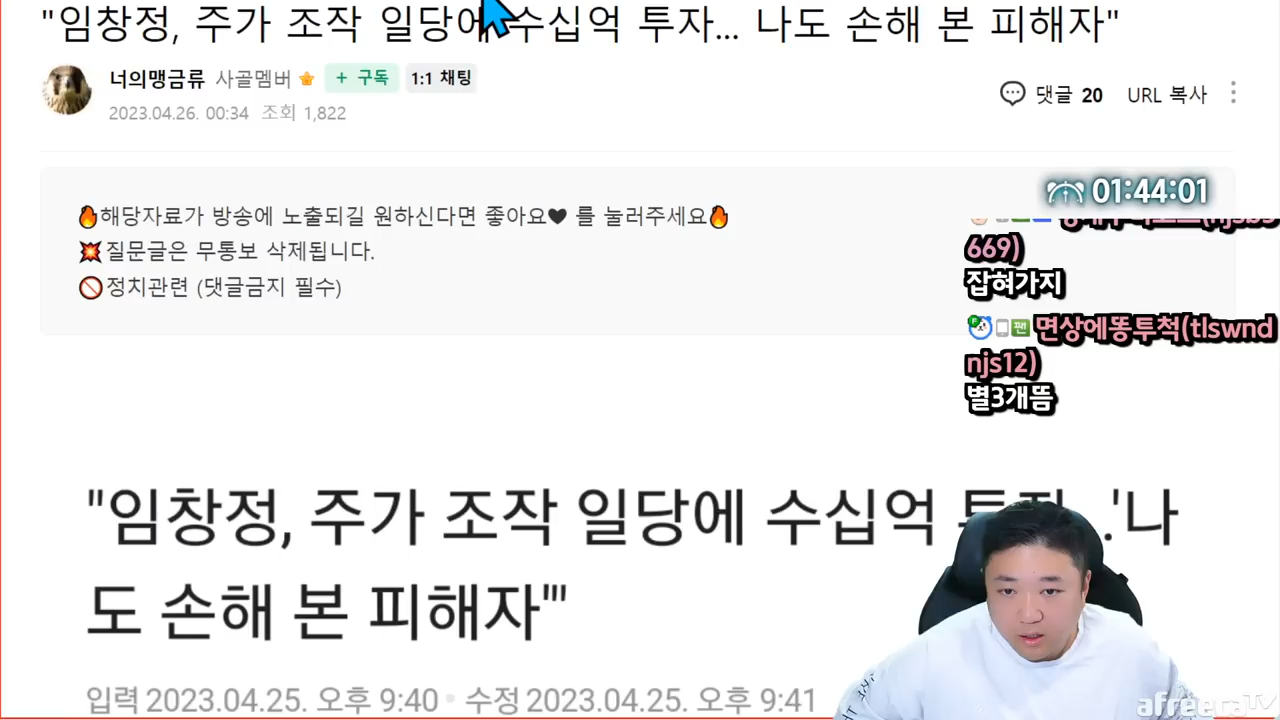 "임창정, 주가 조작 일당에 수십억 투자... 나도 손해 본 피해자"
너의맹금류 사골멤버 + 구독 1:1 채팅
2023.04.26. 00:34 조회 1,822
댓글 20 URL 복사
01:44:01
🔥해당자료가 방송에 노출되길 원하신다면 좋아요🖤 를 눌러주세요🔥
💥질문글은 무통보 삭제됩니다.
🚫정치관련 (댓글금지 필수)
669)
잡혀가지
팬 면상에똥투척(tlswnd
njs12)
별3개뜸
"임창정, 주가 조작 일당에 수십억 투자...'나
도 손해 본 피해자'"
입력 2023.04.25. 오후 9:40 수정 2023.04.25. 오후 9:41
afreecaTV